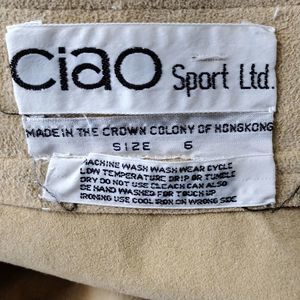 ciao Sport Ltd.
MADE IN THE CROWN COLONY OF HONGKONG
SIZE 6
MACHINE WASH WASH WEAR CYCLE
LOW TEMPERATURE DRIP OR TUMBLE
DRY DO NOT USE CLEACH CAN ALSO
BE HAND WASHED FOR TOUCH UP
IRONING USE COOL IRON ON WRONG SIDE